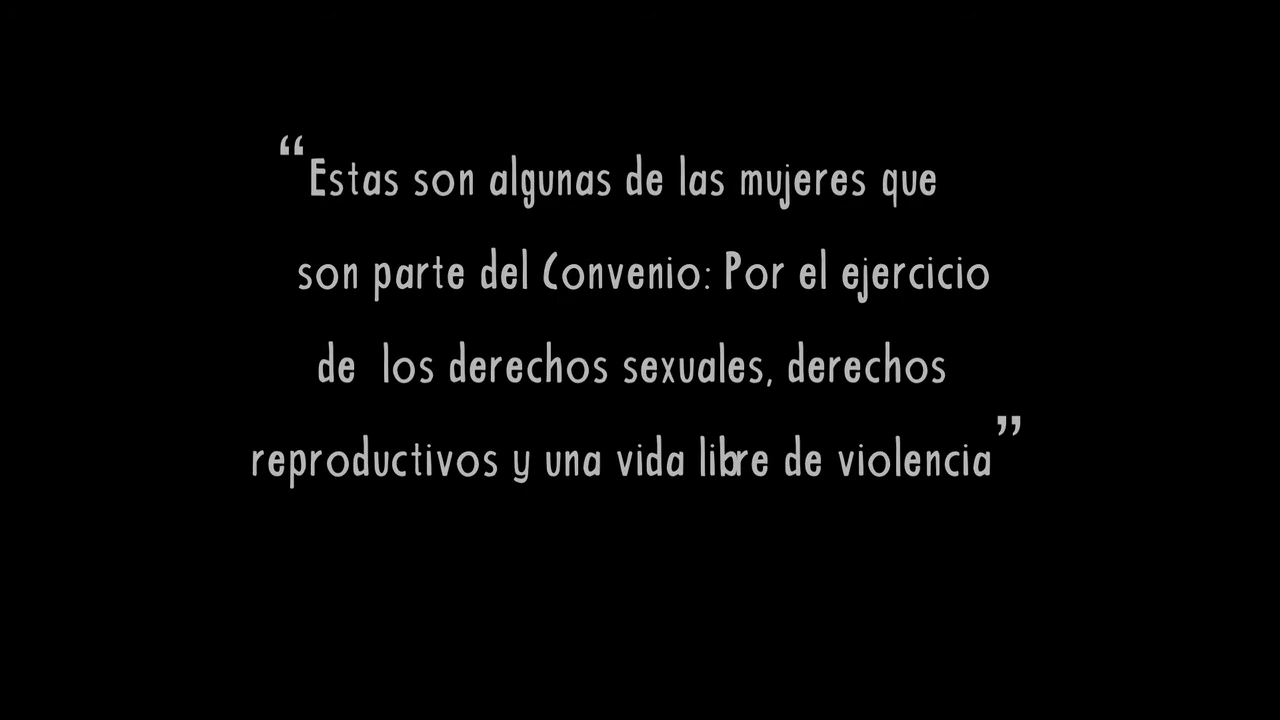 “Estas son algunas de las mujeres que
son parte del Convenio: Por el ejercicio
de los derechos sexuales, derechos
reproductivos y una vida libre de violencia”